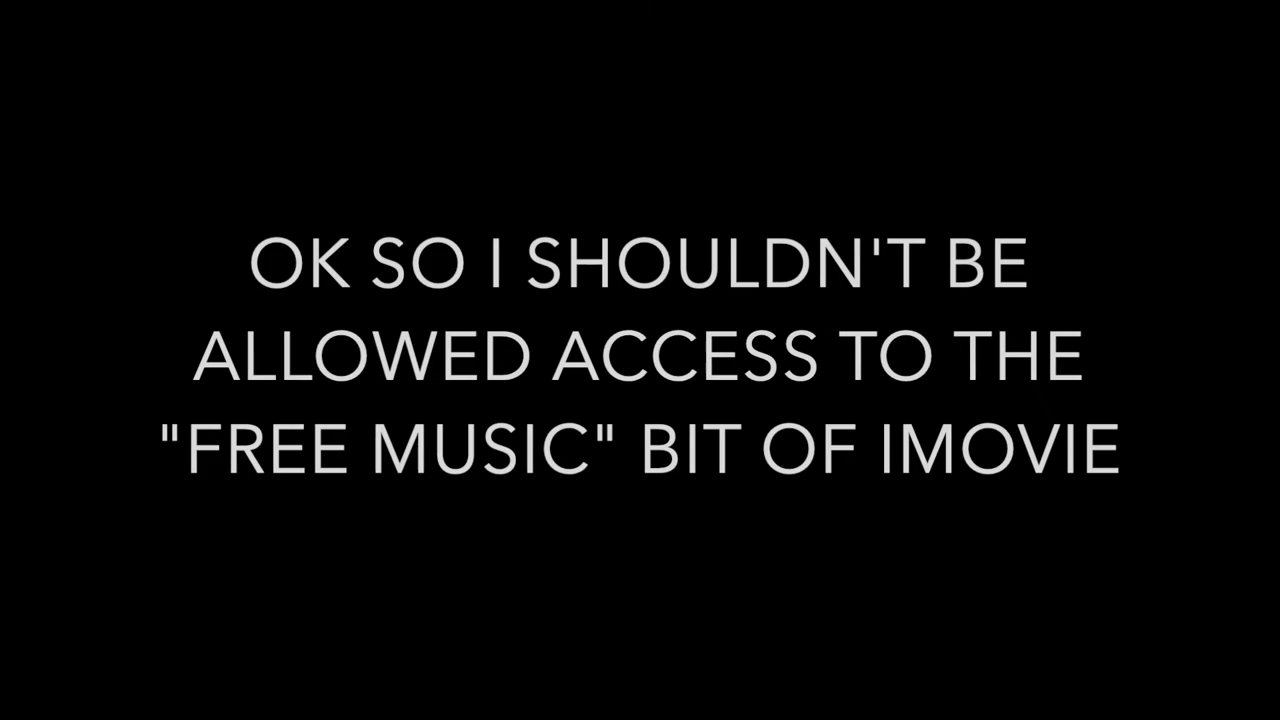 OK SO I SHOULDN'T BE
ALLOWED ACCESS TO THE
"FREE MUSIC" BIT OF IMOVIE